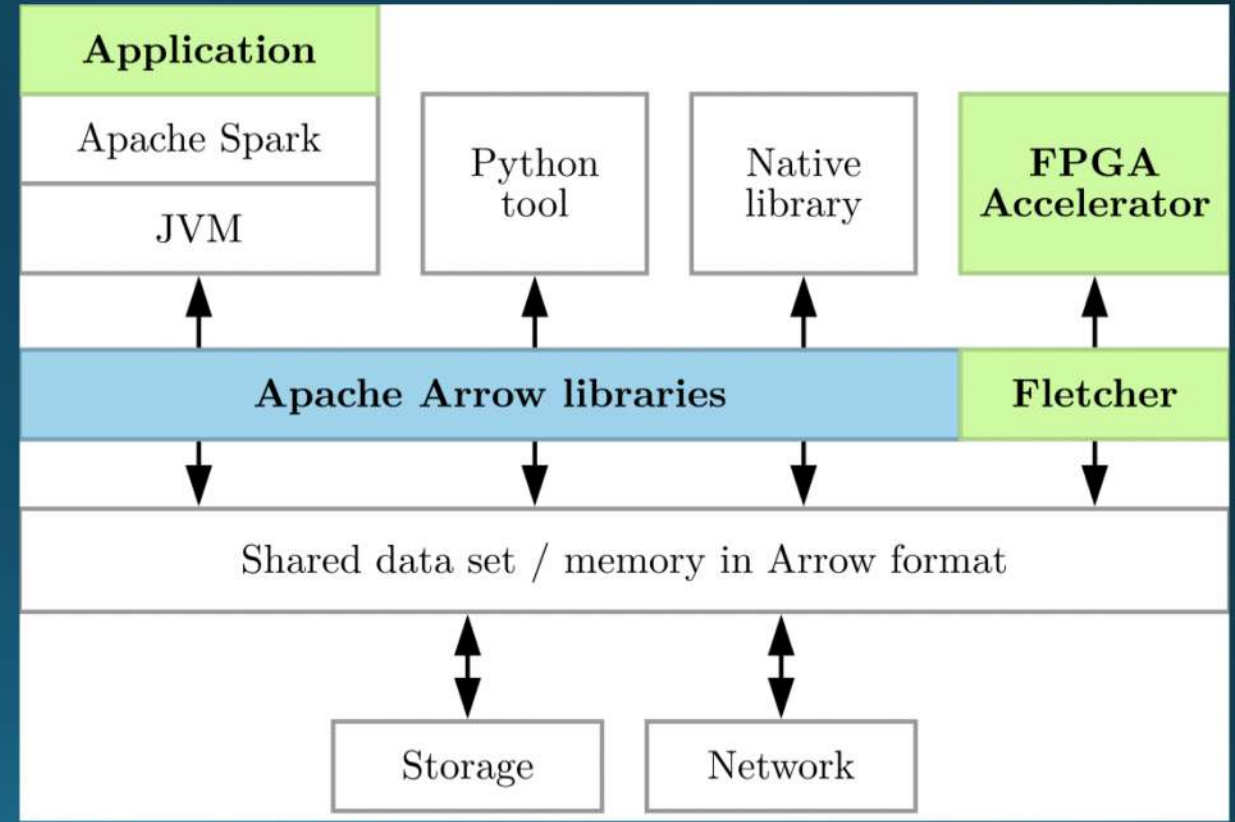 Application
Apache Spark
JVM
Python
tool
Native
library
FPGA
Accelerator
Apache Arrow libraries
Fletcher
Shared data set / memory in Arrow format
Storage
Network